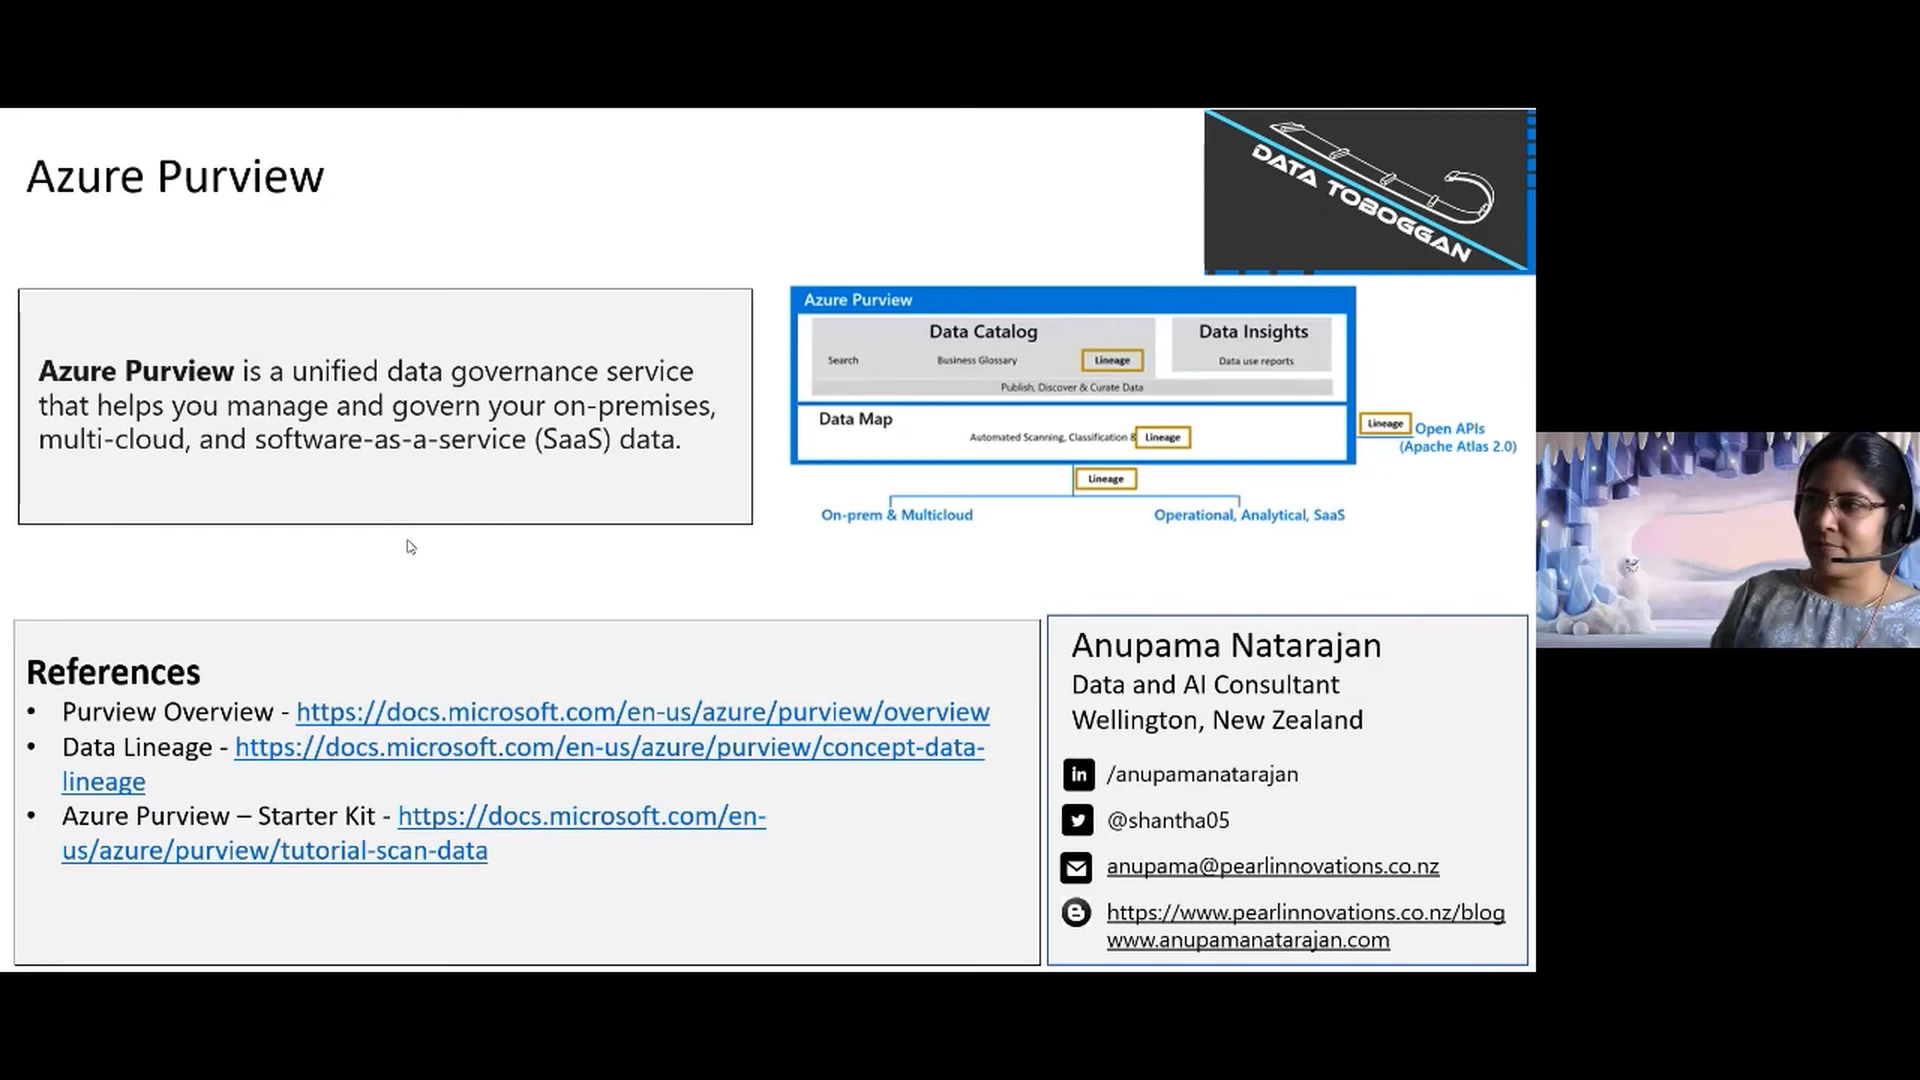 Azure Purview
DATA TOBOGGAN
Azure Purview is a unified data governance service
that helps you manage and govern your on-premises,
multi-cloud, and software-as-a-service (SaaS) data.
Azure Purview
Data Catalog
Data Insights
Search
Business Glossary
Lineage
Data use reports
Publish, Discover & Curate Data
Data Map
Automated Scanning, Classification &
Lineage
Lineage
Open APIs
(Apache Atlas 2.0)
Lineage
On-prem & Multicloud
Operational, Analytical, SaaS
References
• Purview Overview - https://docs.microsoft.com/en-us/azure/purview/overview
• Data Lineage - https://docs.microsoft.com/en-us/azure/purview/concept-data-
lineage
• Azure Purview – Starter Kit - https://docs.microsoft.com/en-
us/azure/purview/tutorial-scan-data
Anupama Natarajan
Data and AI Consultant
Wellington, New Zealand
in /anupamanatarajan
@shantha05
anupama@pearlinnovations.co.nz
https://www.pearlinnovations.co.nz/blog
www.anupamanatarajan.com